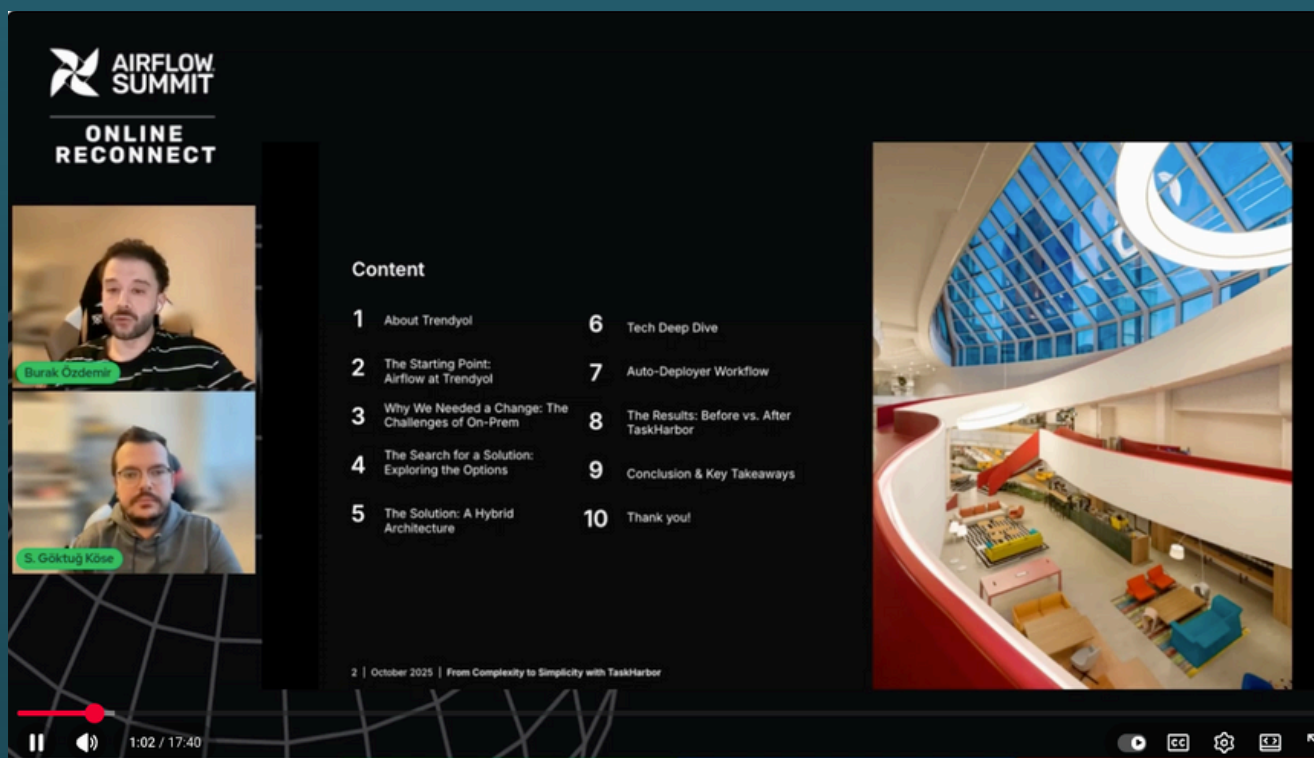 AIRFLOW
SUMMIT
ONLINE
RECONNECT
Burak Özdemir
S. Göktuğ Köse
Content
1 About Trendyol
2 The Starting Point:
Airflow at Trendyol
3 Why We Needed a Change: The
Challenges of On-Prem
4 The Search for a Solution:
Exploring the Options
5 The Solution: A Hybrid
Architecture
6 Tech Deep Dive
7 Auto-Deployer Workflow
8 The Results: Before vs. After
TaskHarbor
9 Conclusion & Key Takeaways
10 Thank you!
2 | October 2025 | From Complexity to Simplicity with TaskHarbor
1:02 / 17:40
CC